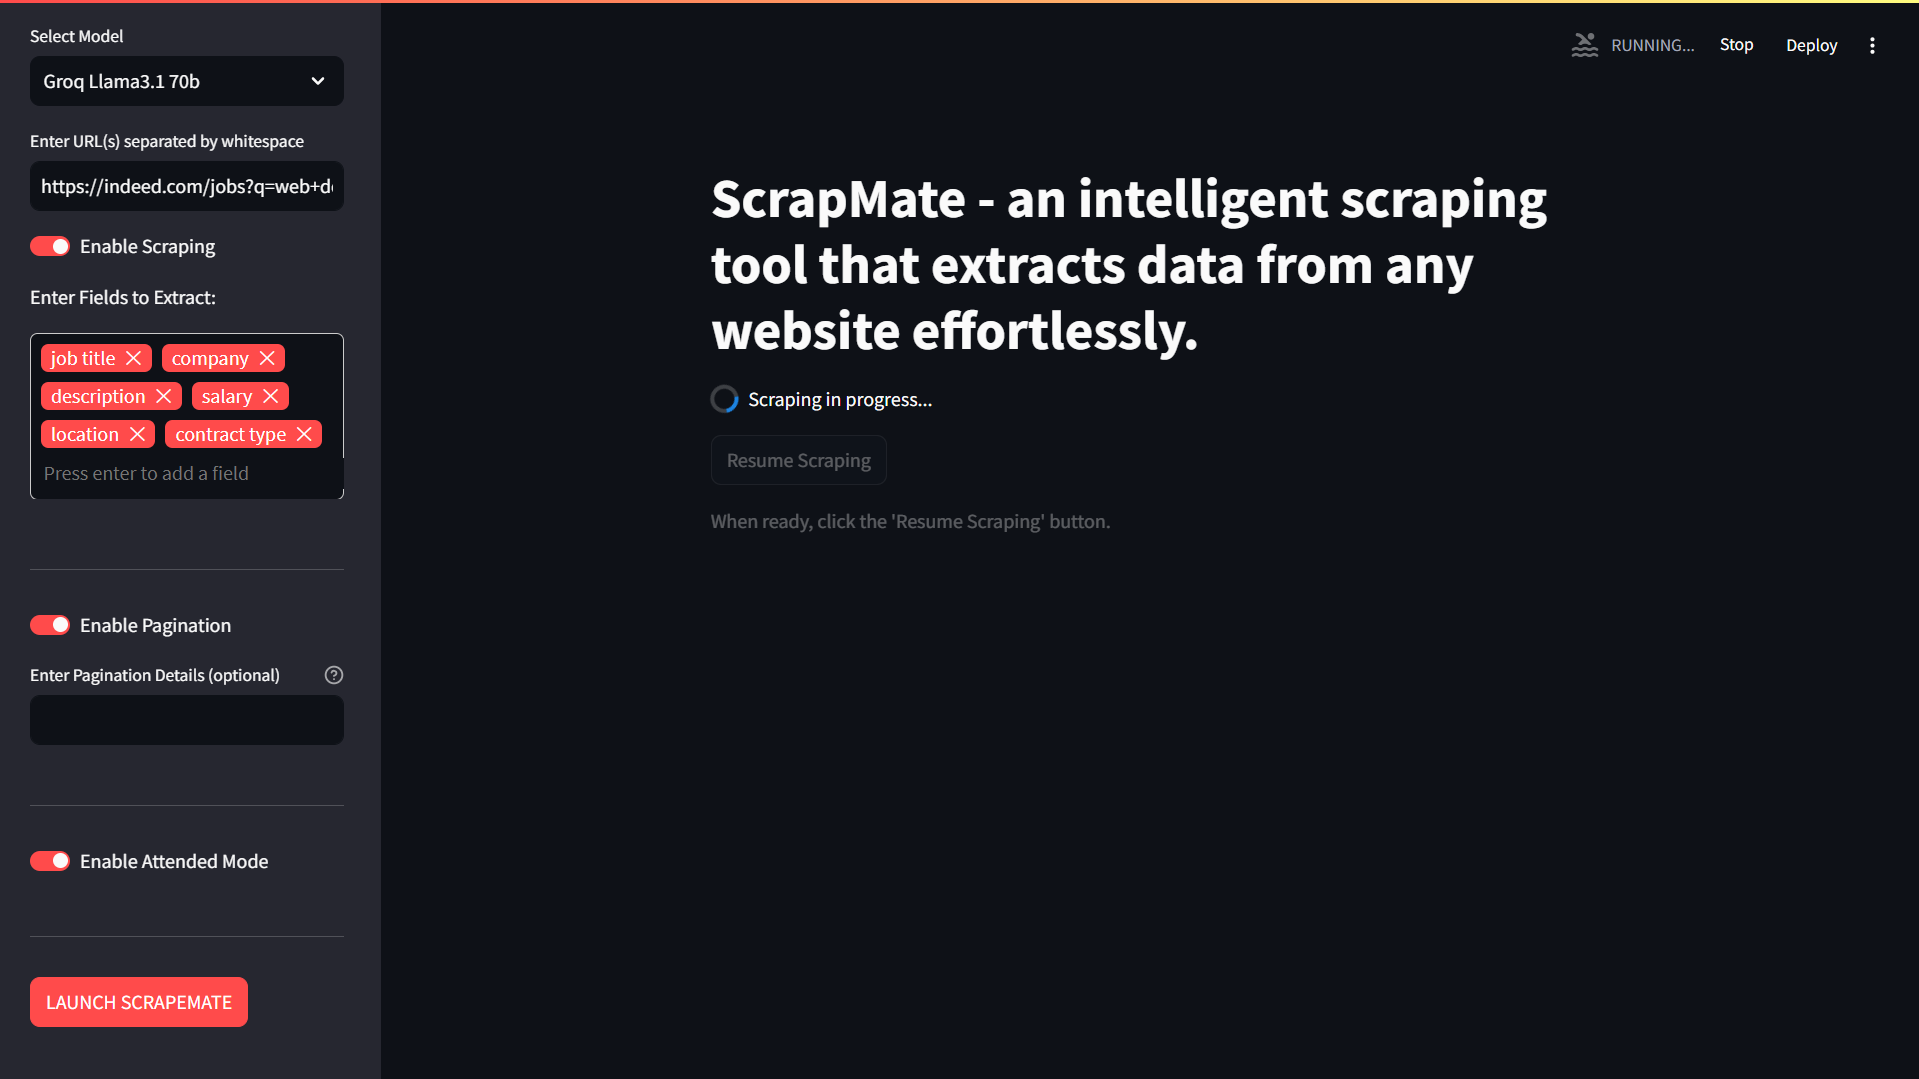 Select Model
Groq Llama3.1 70b
Enter URL(s) separated by whitespace
https://indeed.com/jobs?q=web+d
Enable Scraping
Enter Fields to Extract:
job title
company
description
salary
location
contract type
Press enter to add a field
Enable Pagination
Enter Pagination Details (optional)
Enable Attended Mode
LAUNCH SCRAPEMATE
RUNNING...
Stop
Deploy
ScrapMate - an intelligent scraping
tool that extracts data from any
website effortlessly.
Scraping in progress...
Resume Scraping
When ready, click the 'Resume Scraping' button.